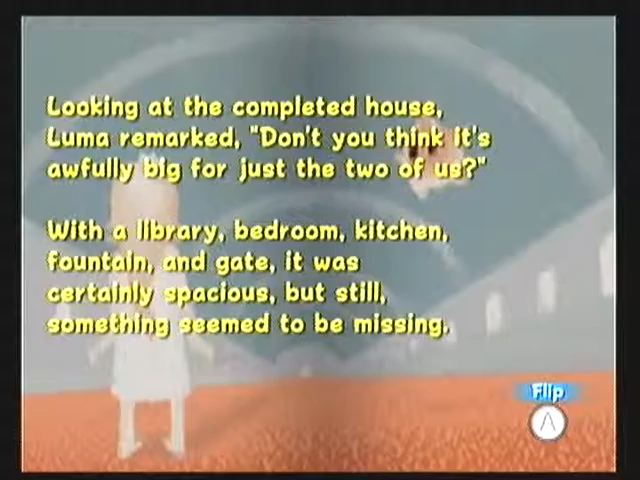 Looking at the completed house,
Luma remarked, "Don't you think it's
awfully big for just the two of us?"
With a library, bedroom, kitchen,
fountain, and gate, it was
certainly spacious, but still,
something seemed to be missing.
Flip
A